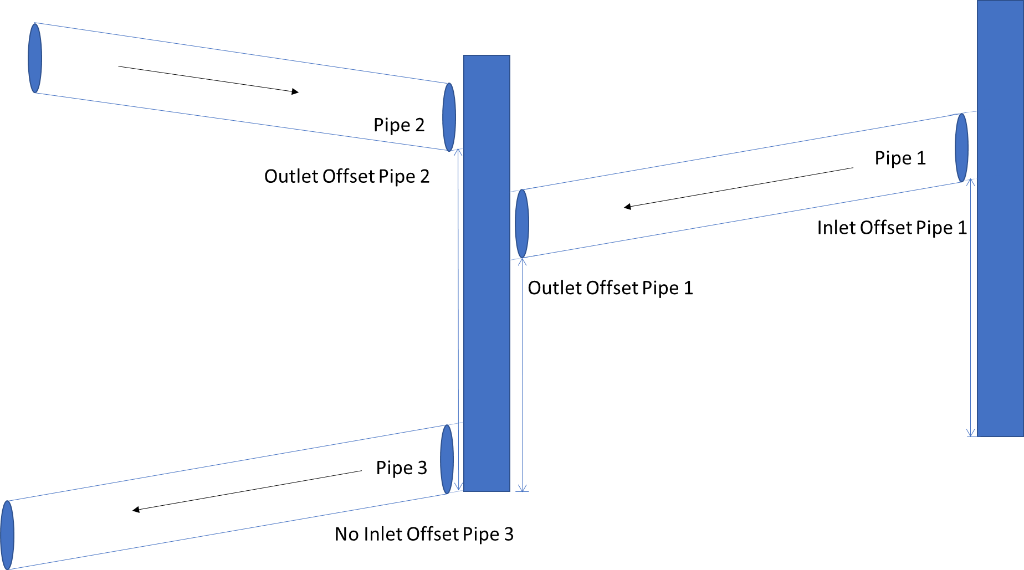 Pipe 2
Outlet Offset Pipe 2
Pipe 1
Inlet Offset Pipe 1
Outlet Offset Pipe 1
Pipe 3
No Inlet Offset Pipe 3